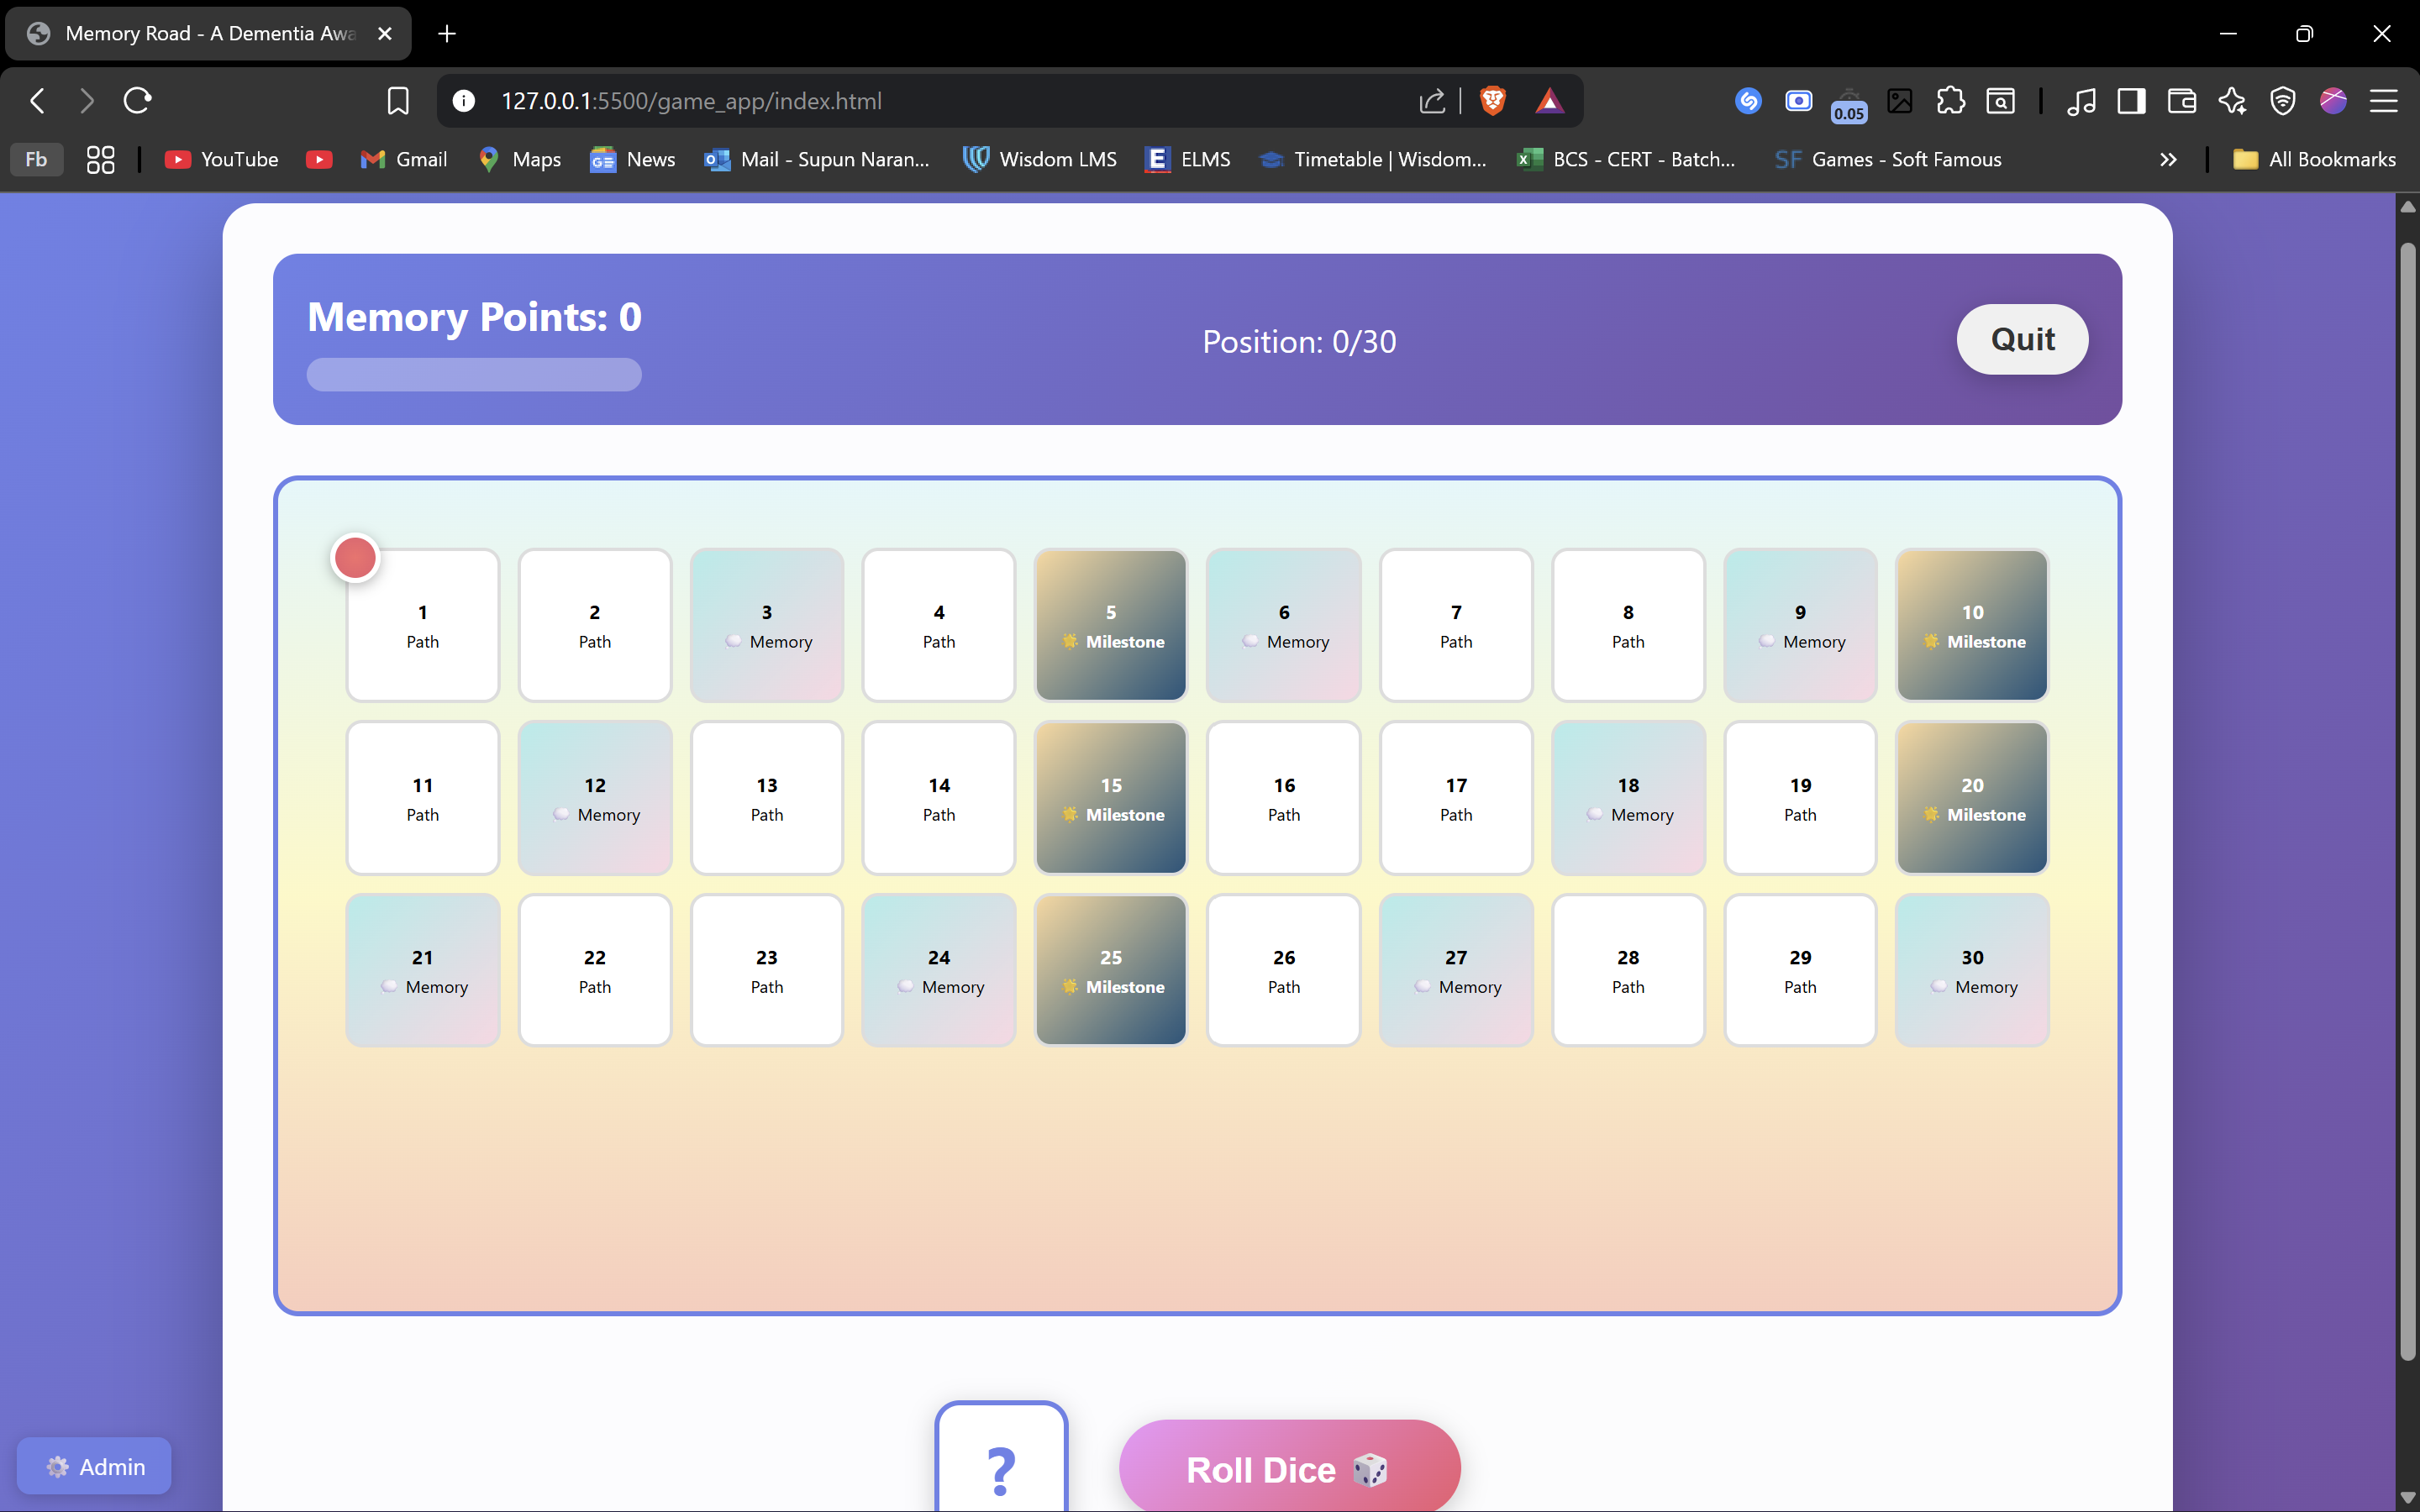 Memory Road - A Dementia Awa
127.0.0.1:5500/game_app/index.html
0.05
Fb
YouTube
Gmail
Maps
News
Mail - Supun Naran...
Wisdom LMS
ELMS
Timetable | Wisdom...
BCS - CERT - Batch...
SF Games - Soft Famous
All Bookmarks
Memory Points: 0
Position: 0/30
Quit
1
Path
2
Path
3
Memory
4
Path
5
Milestone
6
Memory
7
Path
8
Path
9
Memory
10
Milestone
11
Path
12
Memory
13
Path
14
Path
15
Milestone
16
Path
17
Path
18
Memory
19
Path
20
Milestone
21
Memory
22
Path
23
Path
24
Memory
25
Milestone
26
Path
27
Memory
28
Path
29
Path
30
Memory
?
Roll Dice
Admin